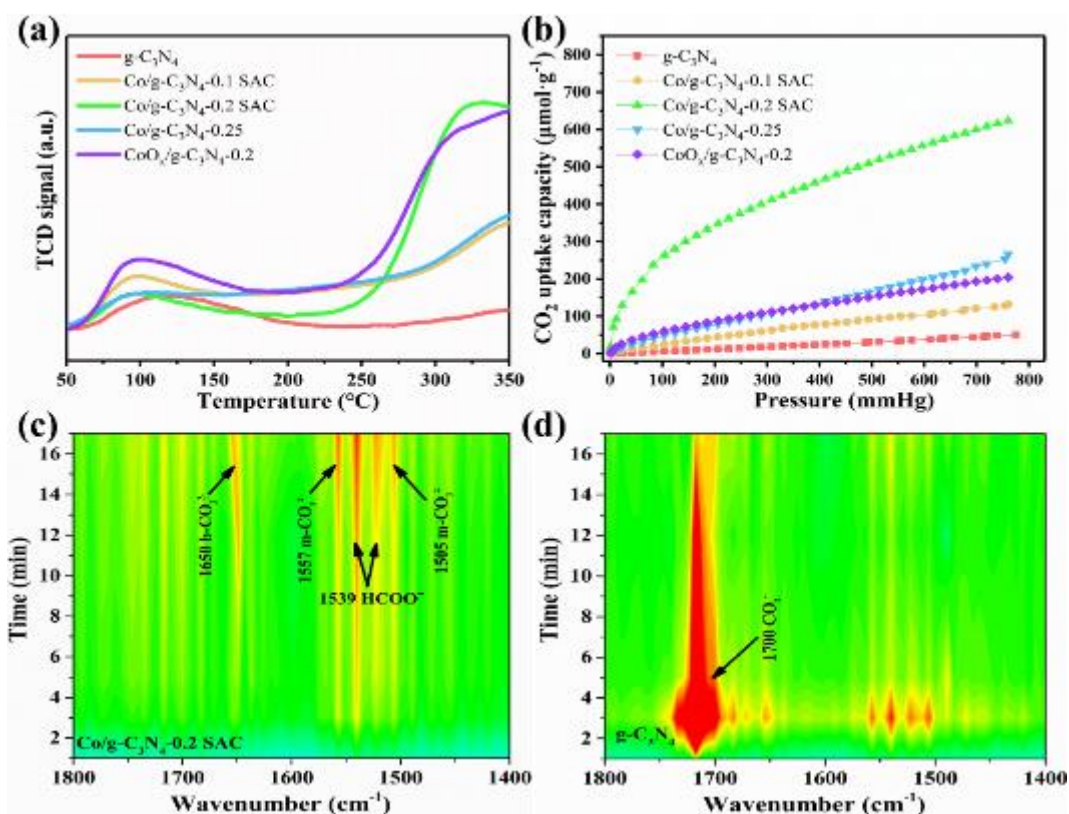 (a)
g-C₃N₄
Co/g-C₃N₄-0.1 SAC
Co/g-C₃N₄-0.2 SAC
Co/g-C₃N₄-0.25
CoOₓ/g-C₃N₄-0.2
TCD signal (a.u.)
50 100 150 200 250 300 350
Temperature (°C)
(b)
800
700
600
500
400
300
200
100
0
g-C₃N₄
Co/g-C₃N₄-0.1 SAC
Co/g-C₃N₄-0.2 SAC
Co/g-C₃N₄-0.25
CoOₓ/g-C₃N₄-0.2
CO₂ uptake capacity (μmol·g⁻¹)
0 100 200 300 400 500 600 700 800
Pressure (mmHg)
(c)
16
14
12
10
8
6
4
2
Time (min)
1650 b-CO₃²⁻
1557 m-CO₃²⁻
1505 m-CO₃²⁻
1539 HCOO⁻
Co/g-C₃N₄-0.2 SAC
1800 1700 1600 1500 1400
Wavenumber (cm⁻¹)
(d)
16
14
12
10
8
6
4
2
Time (min)
1700 CO₂⁻
g-C₃N₄
1800 1700 1600 1500 1400
Wavenumber (cm⁻¹)